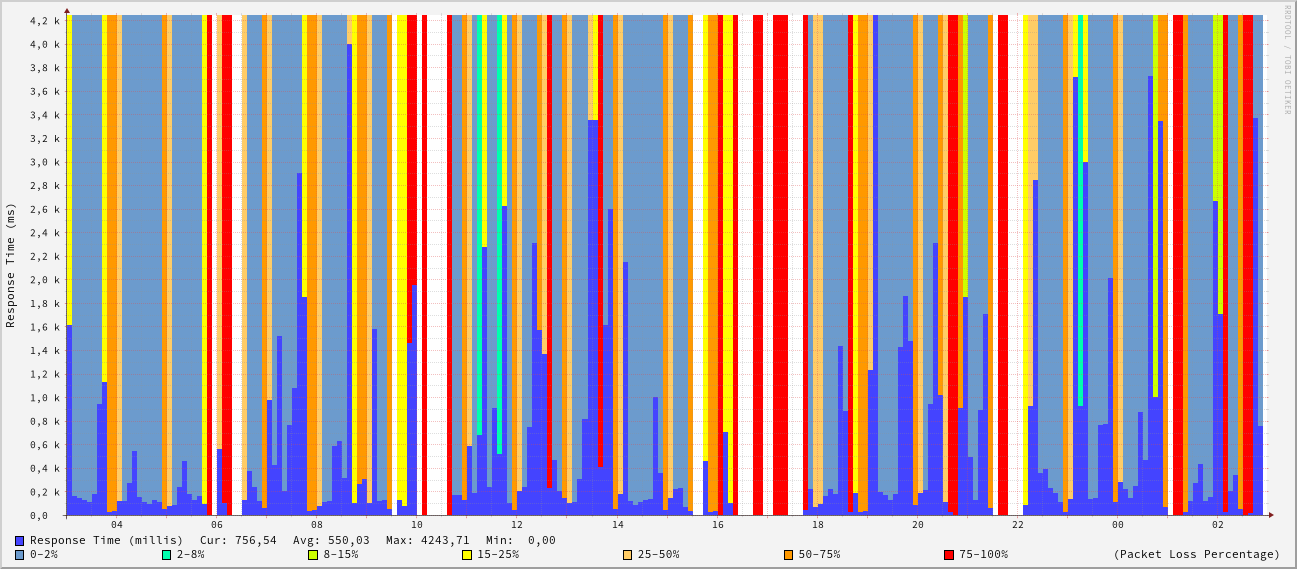 RRDTOOL / TOBI OETIKER
Response Time (ms)
4,2 k
4,0 k
3,8 k
3,6 k
3,4 k
3,2 k
3,0 k
2,8 k
2,6 k
2,4 k
2,2 k
2,0 k
1,8 k
1,6 k
1,4 k
1,2 k
1,0 k
0,8 k
0,6 k
0,4 k
0,2 k
0,0
04 06 08 10 12 14 16 18 20 22 00 02
Response Time (millis) Cur: 756,54 Avg: 550,03 Max: 4243,71 Min: 0,00
0-2% 2-8% 8-15% 15-25% 25-50% 50-75% 75-100% (Packet Loss Percentage)